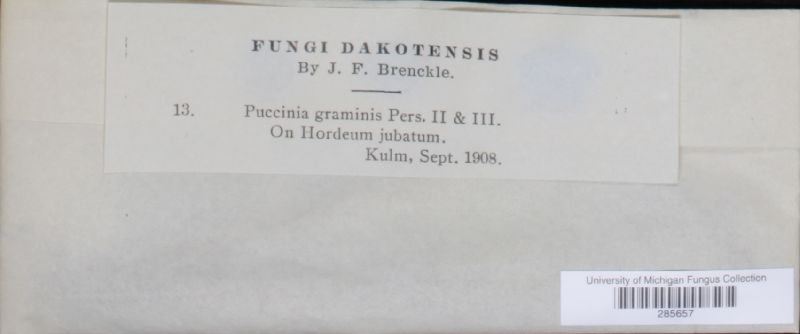 FUNGI DAKOTENSIS
By J. F. Brenckle.
13. Puccinia graminis Pers. II & III.
On Hordeum jubatum.
Kulm, Sept. 1908.
University of Michigan Fungus Collection
285657